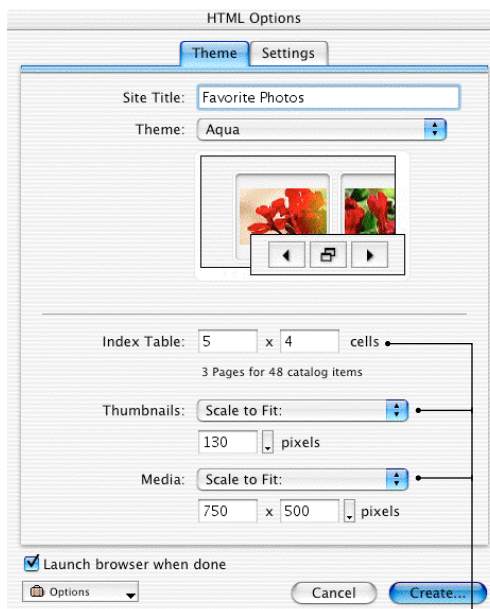 HTML Options
Theme Settings
Site Title: Favorite Photos
Theme: Aqua
Index Table: 5 x 4 cells
3 Pages for 48 catalog items
Thumbnails: Scale to Fit:
130 pixels
Media: Scale to Fit:
750 x 500 pixels
Launch browser when done
Options Cancel Create...